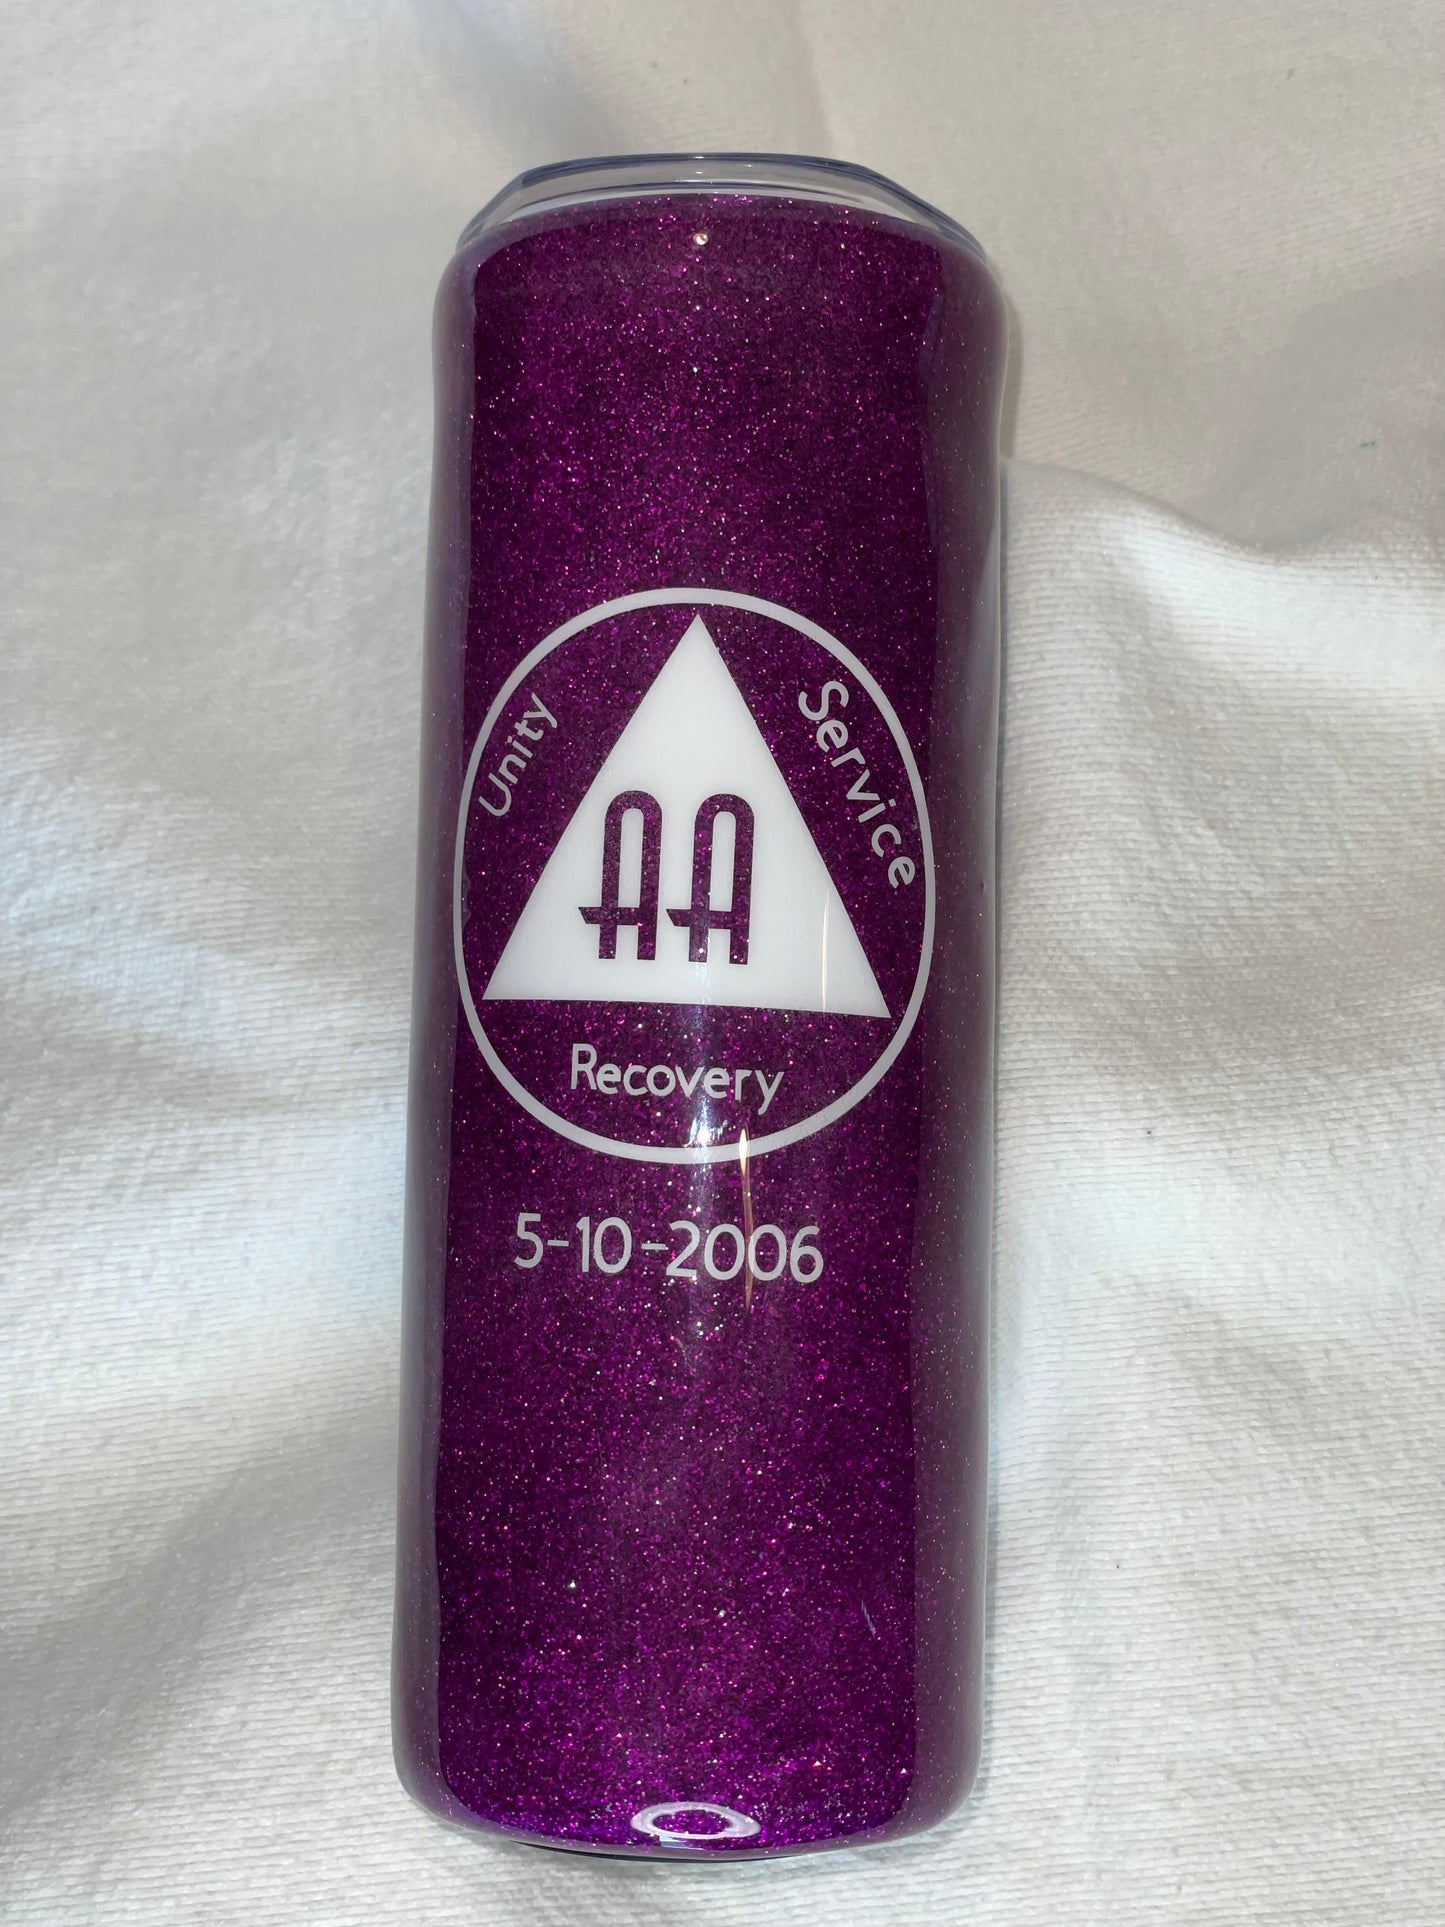 Unity
Service
AA
Recovery
5-10-2006